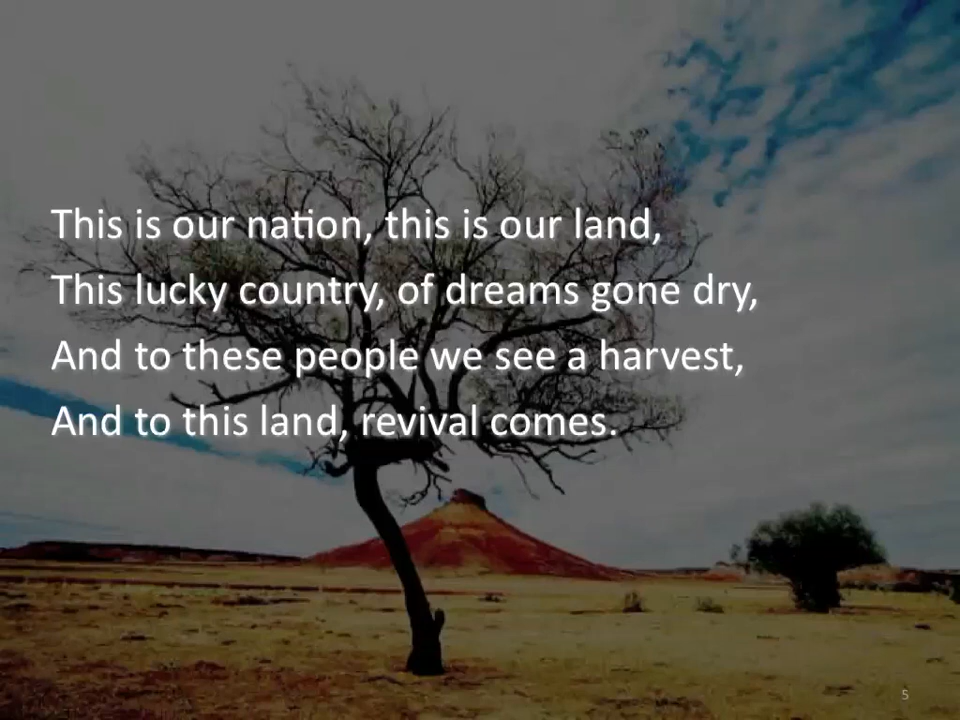 This is our nation, this is our land,
This lucky country, of dreams gone dry,
And to these people we see a harvest,
And to this land, revival comes.
5